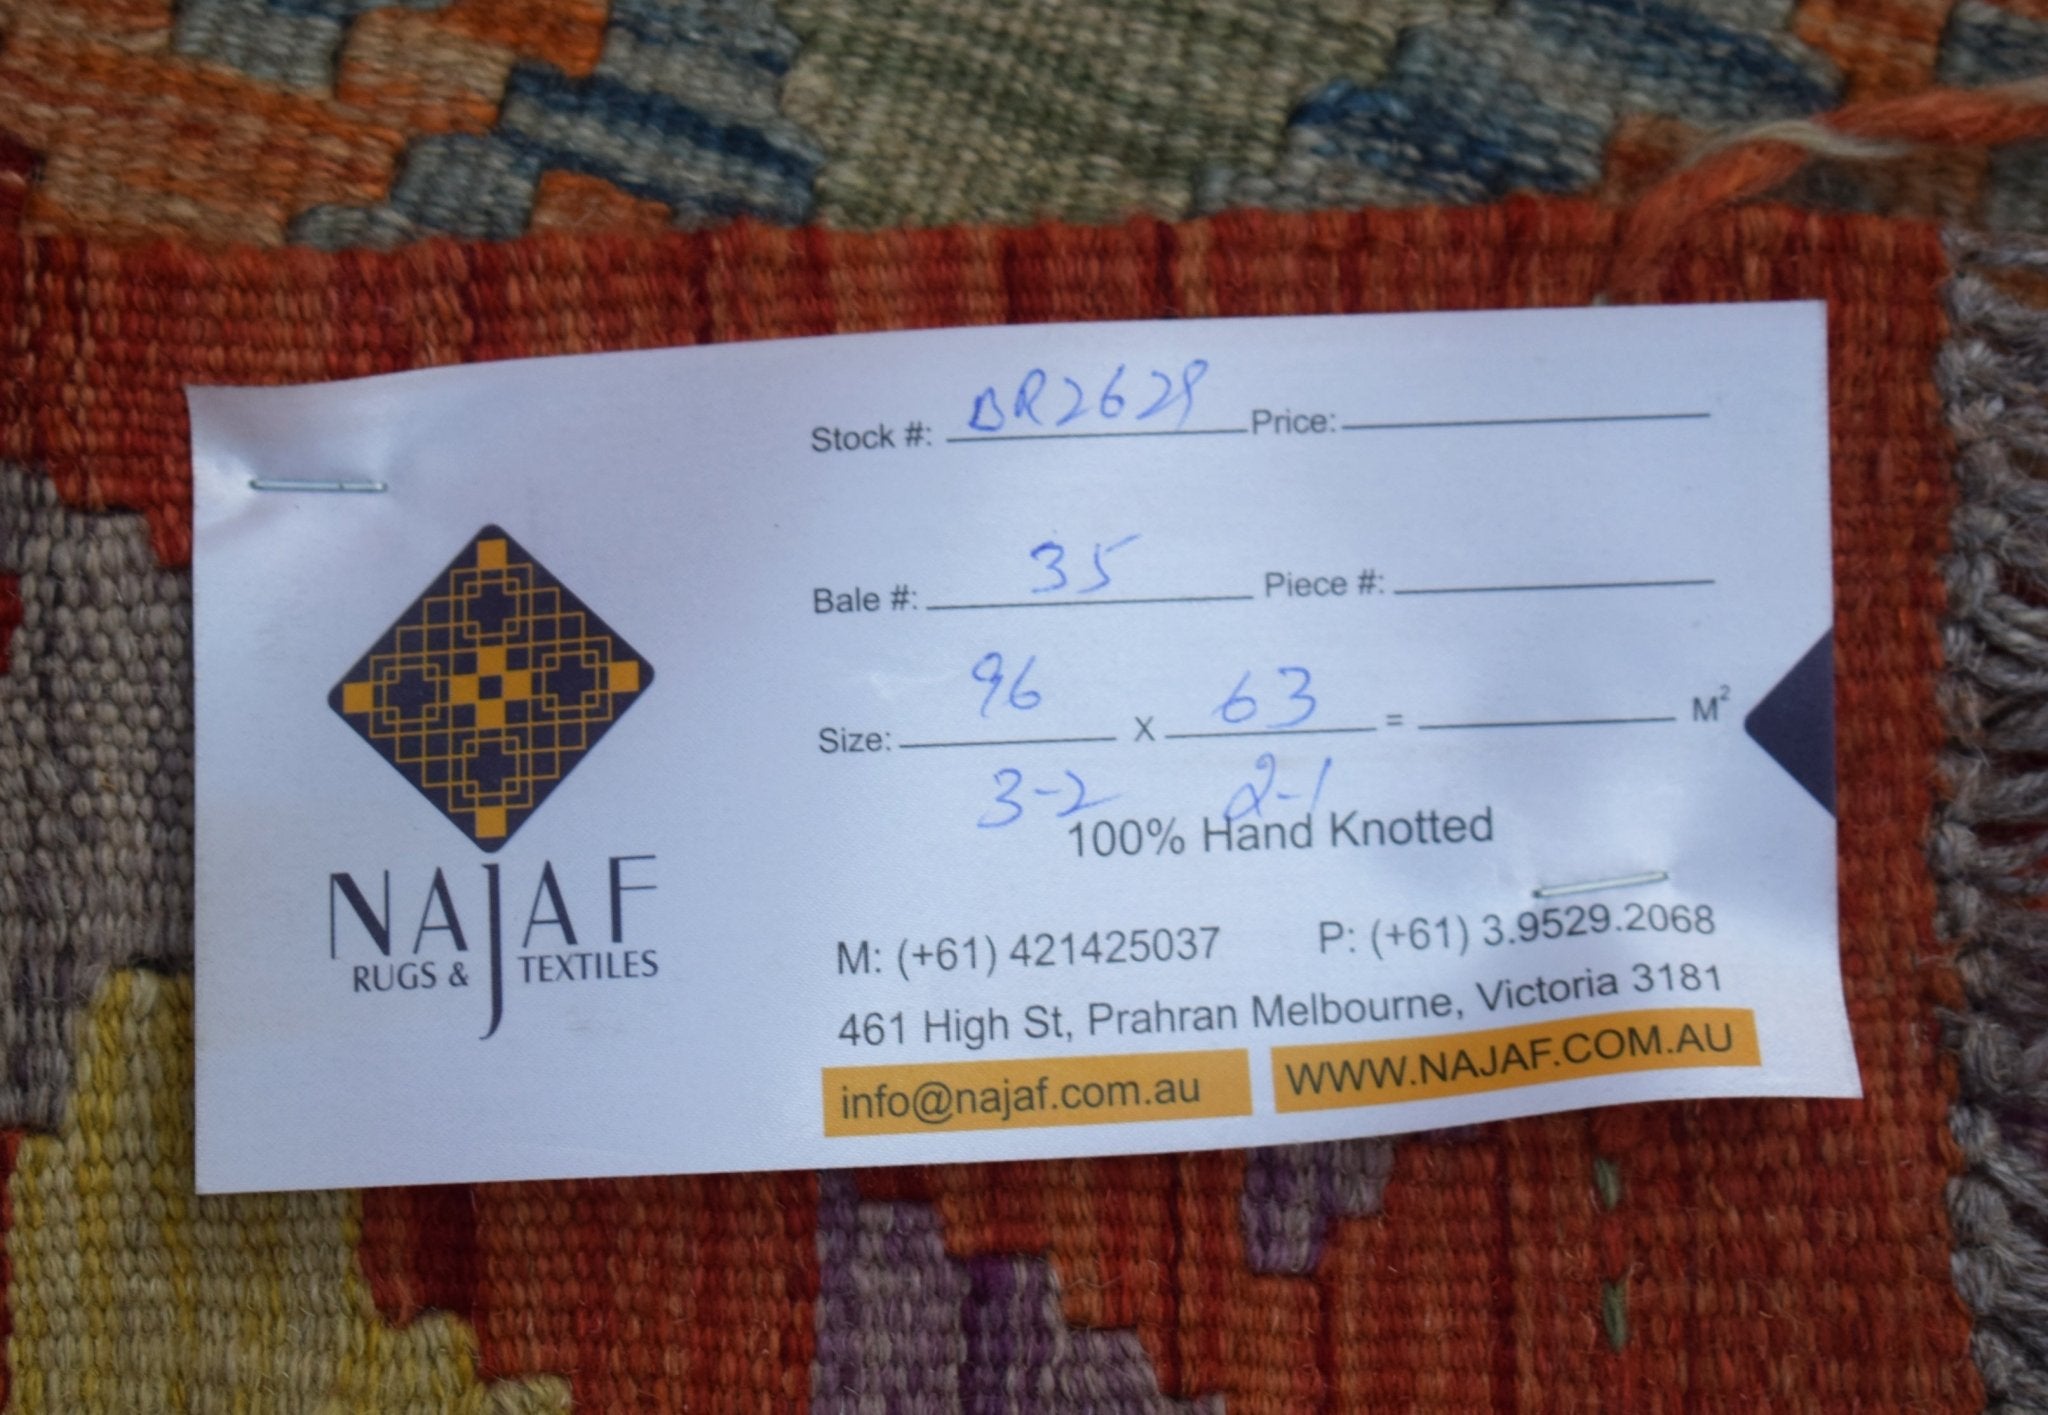 Stock #: BR2629 Price:
Bale #: 35 Piece #:
Size: 96 X 63 = M²
3-2 2-1
100% Hand Knotted
NAJAF
RUGS & TEXTILES
M: (+61) 421425037 P: (+61) 3.9529.2068
461 High St, Prahran Melbourne, Victoria 3181
info@najaf.com.au WWW.NAJAF.COM.AU